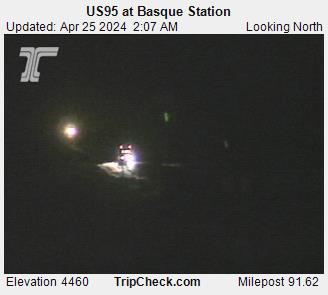 US95 at Basque Station
Updated: Apr 25 2024 2:07 AM Looking North
Elevation 4460 TripCheck.com Milepost 91.62